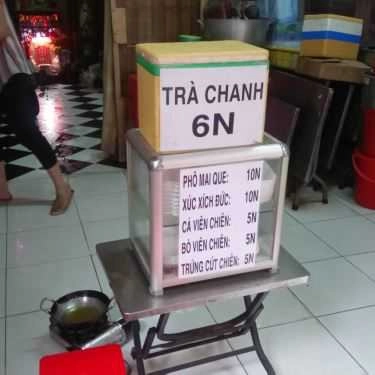 TRÀ CHANH
6N
PHÔ MAI QUE: 10N
XÚC XÍCH ĐỨC: 10N
CÁ VIÊN CHIÊN: 5N
BÒ VIÊN CHIÊN: 5N
TRỨNG CÚT CHIÊN: 5N